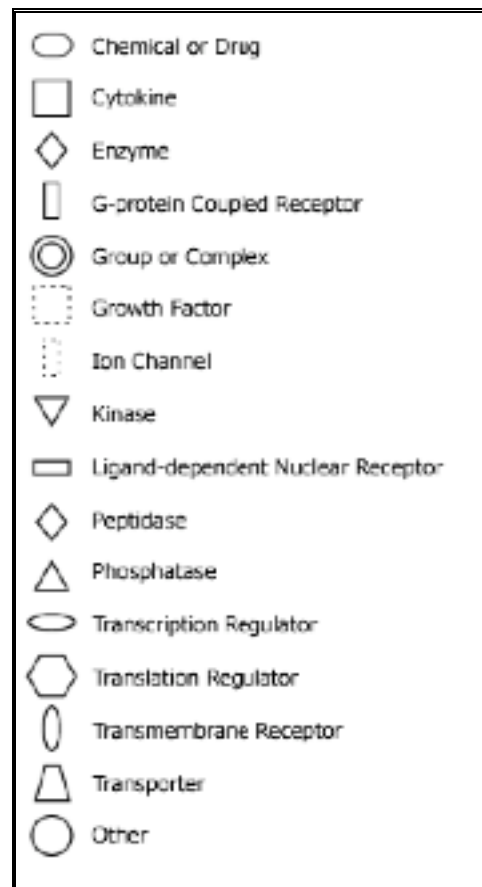 Chemical or Drug
Cytokine
Enzyme
G-protein Coupled Receptor
Group or Complex
Growth Factor
Ion Channel
Kinase
Ligand-dependent Nuclear Receptor
Peptidase
Phosphatase
Transcription Regulator
Translation Regulator
Transmembrane Receptor
Transporter
Other